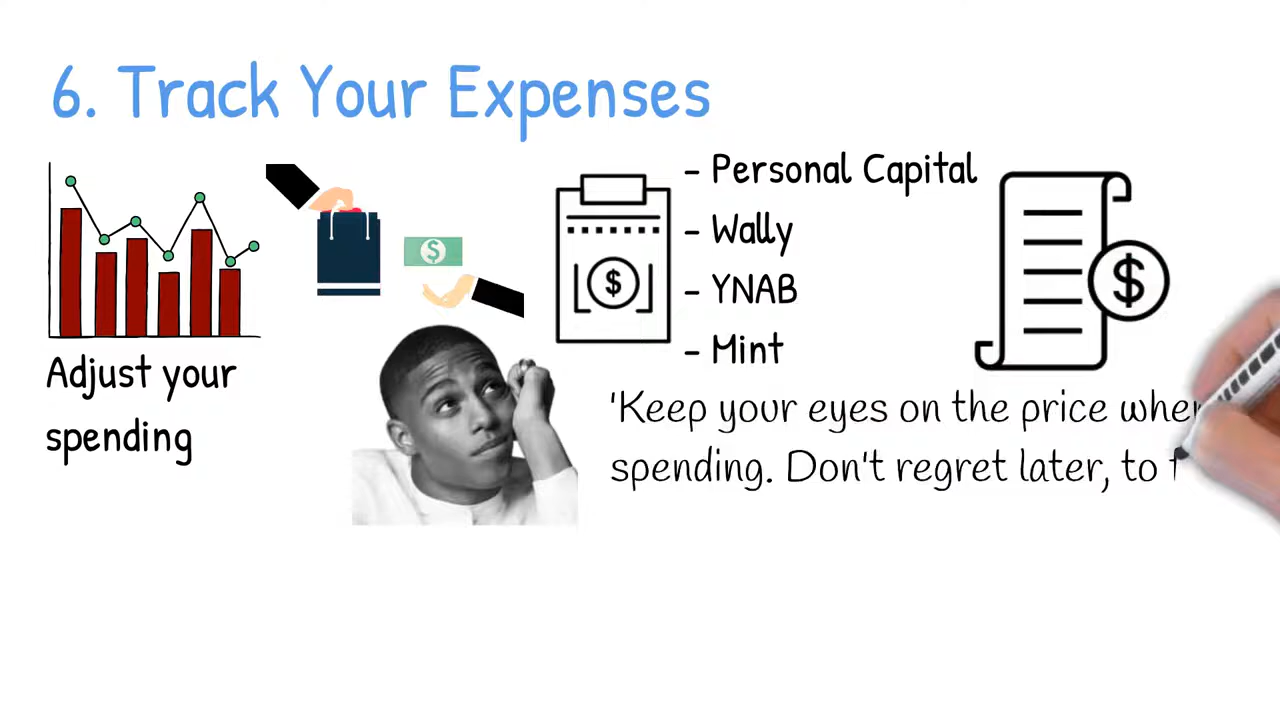 6. Track Your Expenses
- Personal Capital
- Wally
- YNAB
- Mint
Adjust your
spending
'Keep your eyes on the price when
spending. Don't regret later, to